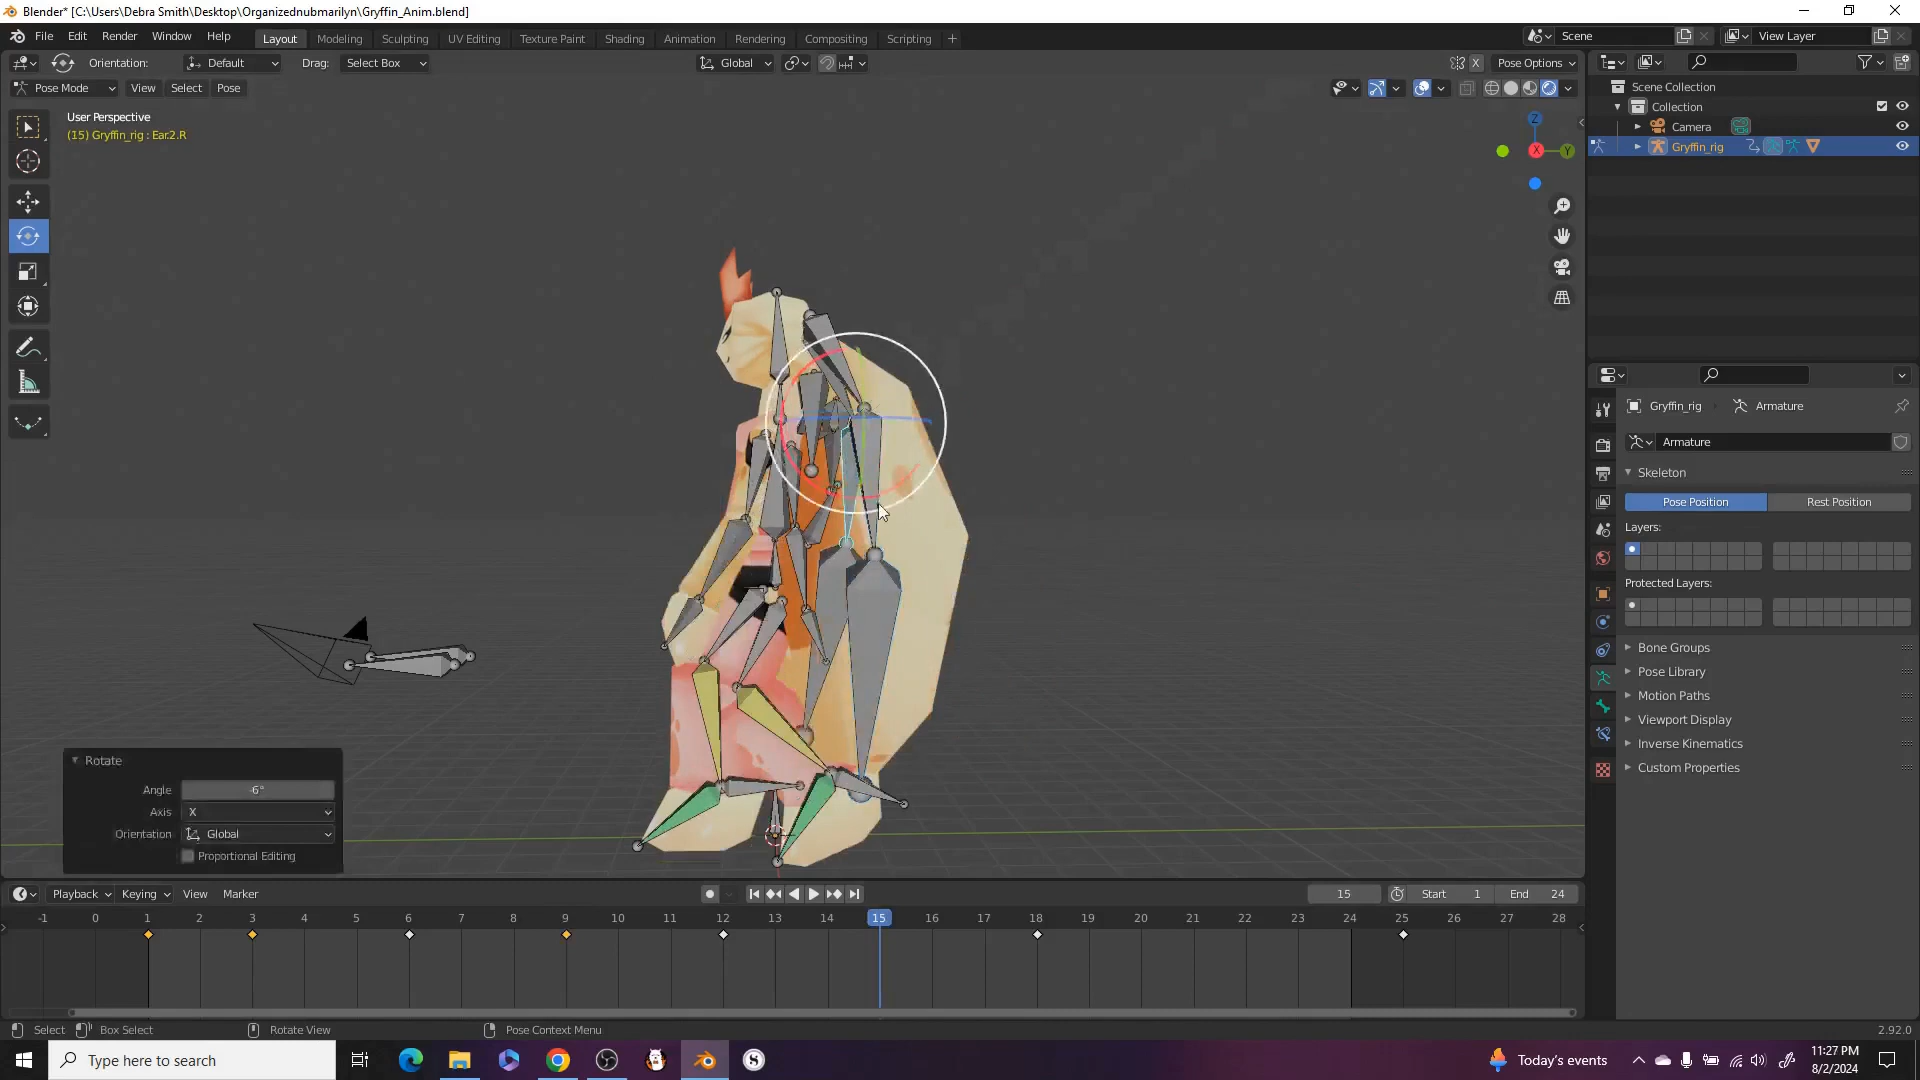 Blender* [C:\Users\Debra Smith\Desktop\Organizednubmarilyn\Gryffin_Anim.blend]
File Edit Render Window Help
Layout Modeling Sculpting UV Editing Texture Paint Shading Animation Rendering Compositing Scripting +
Scene View Layer
Orientation: Default Drag: Select Box Global X Pose Options
Pose Mode View Select Pose
User Perspective
(15) Gryffin_rig : Ear.2.R
Z
X Y
Scene Collection
Collection
Camera
Gryffin_rig
Gryffin_rig Armature
Armature
Skeleton
Pose Position Rest Position
Layers:
Protected Layers:
Bone Groups
Pose Library
Motion Paths
Viewport Display
Inverse Kinematics
Custom Properties
Rotate
Angle -6°
Axis X
Orientation Global
Proportional Editing
Playback Keying View Marker 15 Start 1 End 24
-1 0 1 2 3 4 5 6 7 8 9 10 11 12 13 14 15 16 17 18 19 20 21 22 23 24 25 26 27 28
Select Box Select Rotate View Pose Context Menu 2.92.0
Type here to search
Today's events
11:27 PM
8/2/2024